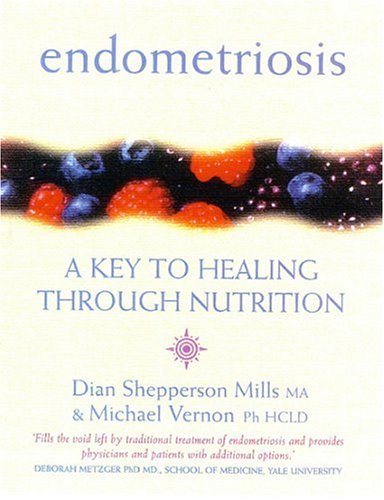 endometriosis
A KEY TO HEALING
THROUGH NUTRITION
Dian Shepperson Mills MA
& Michael Vernon Ph HCLD
'Fills the void left by traditional treatment of endometriosis and provides
physicians and patients with additional options.'
DEBORAH METZGER PhD MD., SCHOOL OF MEDICINE, YALE UNIVERSITY